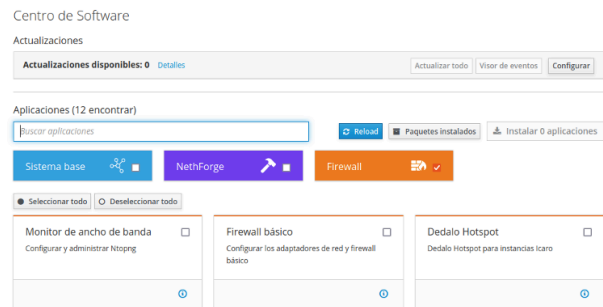 Centro de Software
Actualizaciones
Actualizaciones disponibles: 0 Detalles
Actualizar todo Visor de eventos Configurar
Aplicaciones (12 encontrar)
Buscar aplicaciones
Reload Paquetes instalados Instalar 0 aplicaciones
Sistema base NethForge Firewall
Seleccionar todo Deseleccionar todo
Monitor de ancho de banda
Configurar y administrar Ntopng
Firewall básico
Configurar los adaptadores de red y firewall
básico
Dedalo Hotspot
Dedalo Hotspot para instancias Icaro